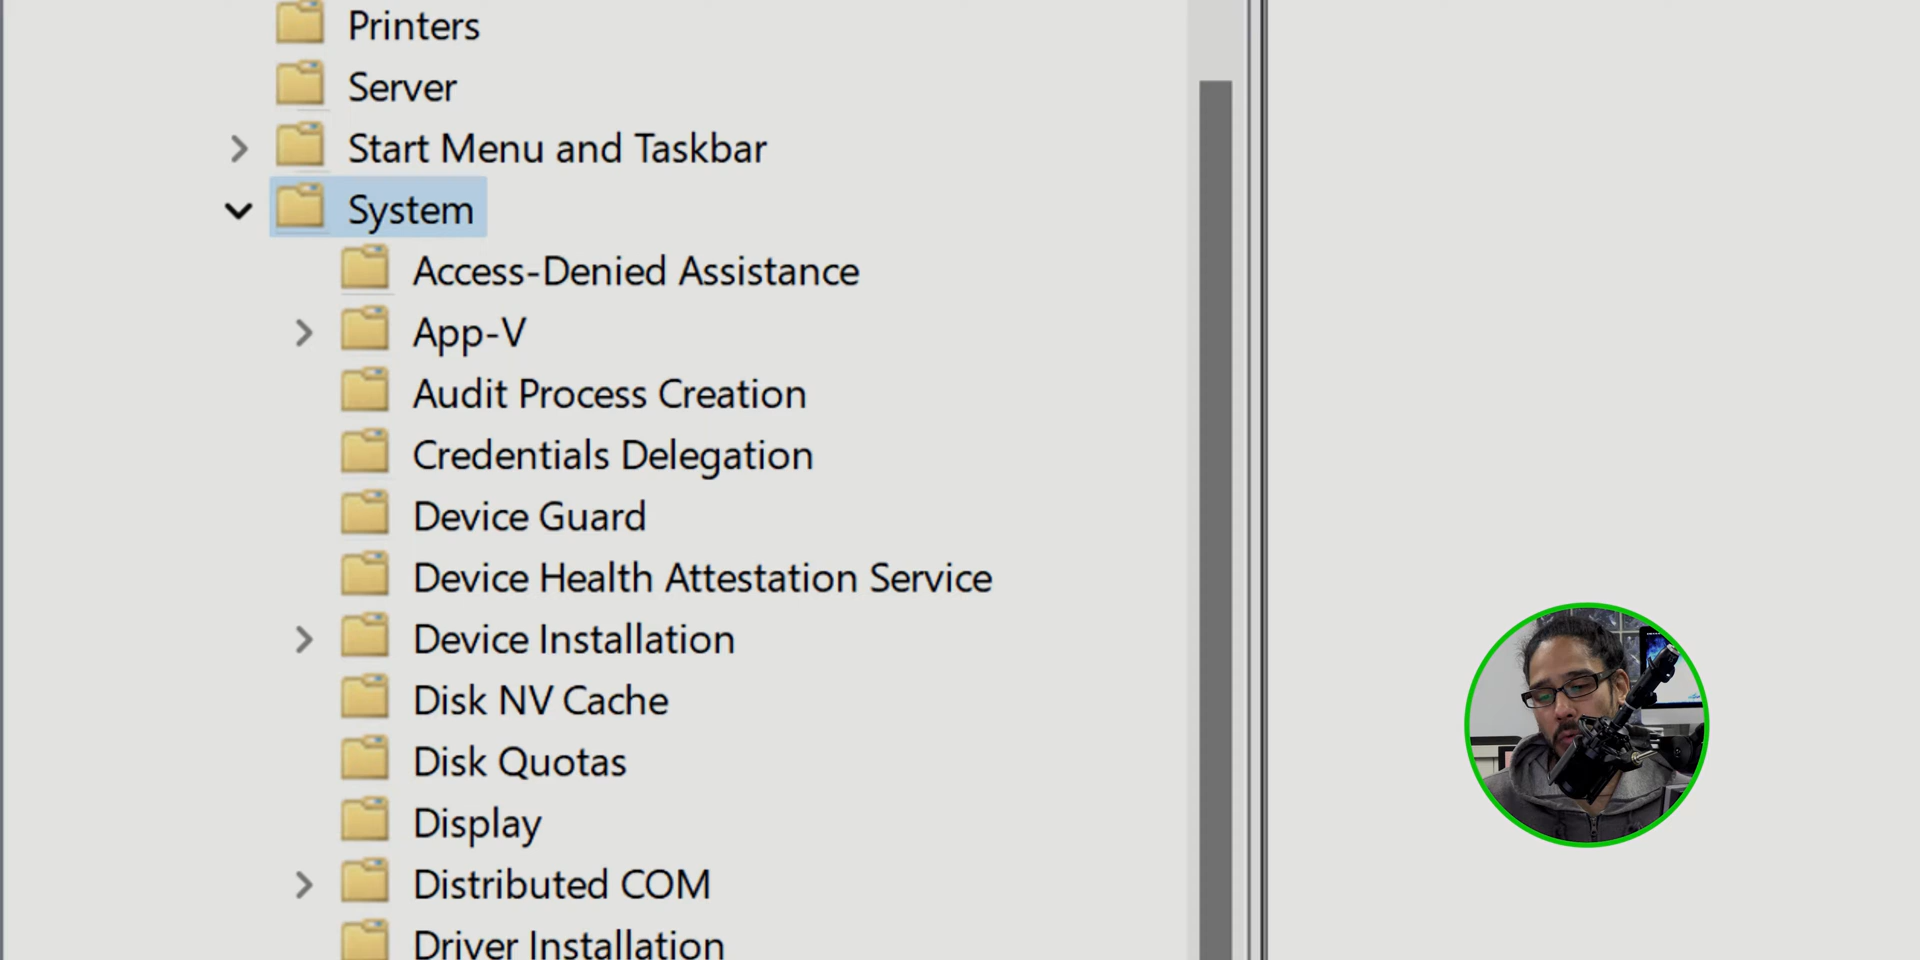 Printers
Server
Start Menu and Taskbar
System
Access-Denied Assistance
App-V
Audit Process Creation
Credentials Delegation
Device Guard
Device Health Attestation Service
Device Installation
Disk NV Cache
Disk Quotas
Display
Distributed COM
Driver Installation